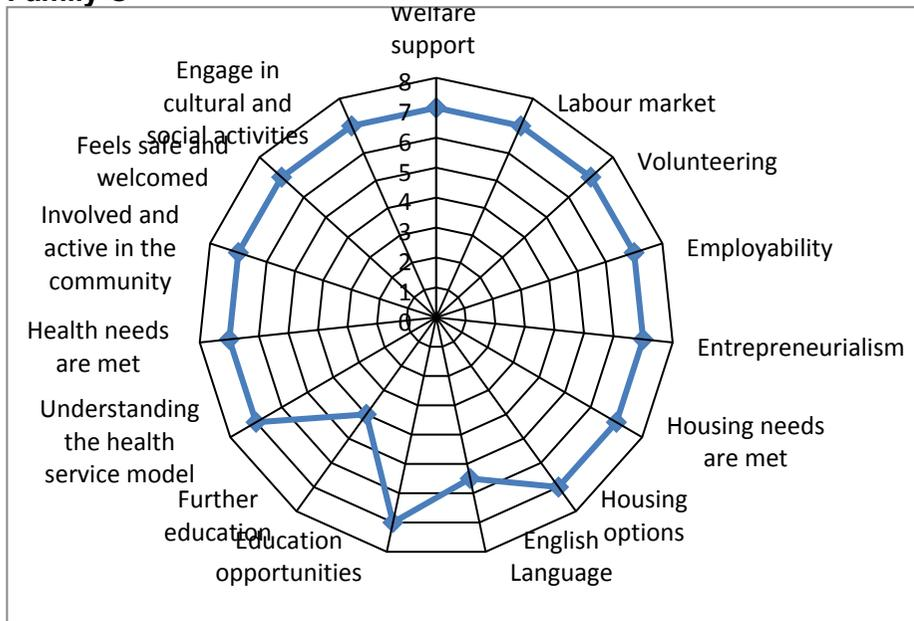 Welfare
support
Labour market
Volunteering
Employability
Entrepreneurialism
Housing needs
are met
Housing
options
English
Language
Education
opportunities
Further
education
Understanding
the health
service model
Health needs
are met
Involved and
active in the
community
Feels safe and
welcomed
Engage in
cultural and
social activities
8
7
6
5
4
3
2
1
0